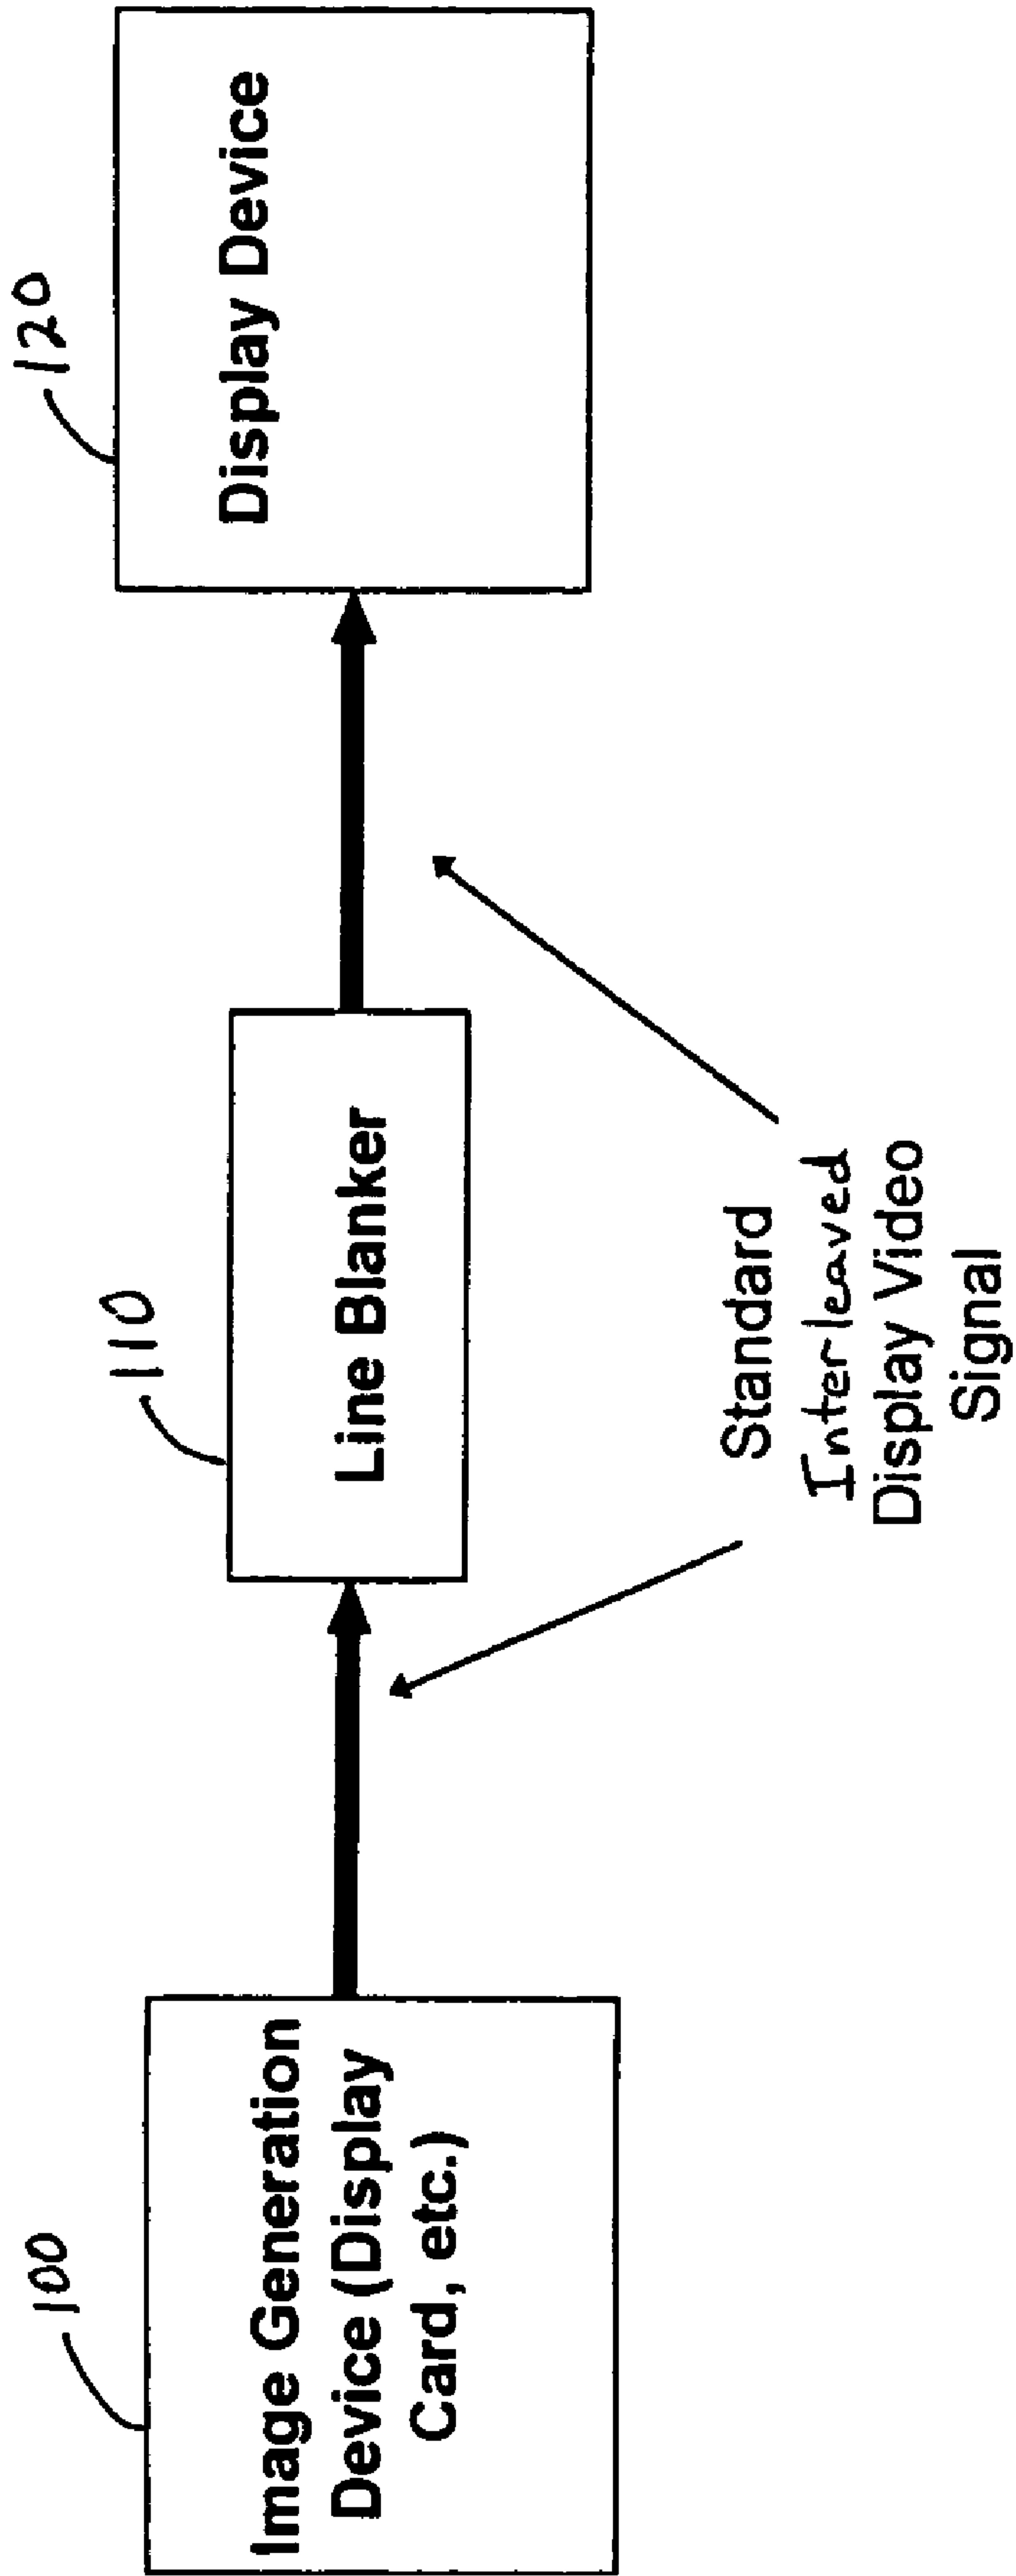 100
Image Generation
Device (Display
Card, etc.)
110
Line Blanker
120
Display Device
Standard
Interleaved
Display Video
Signal